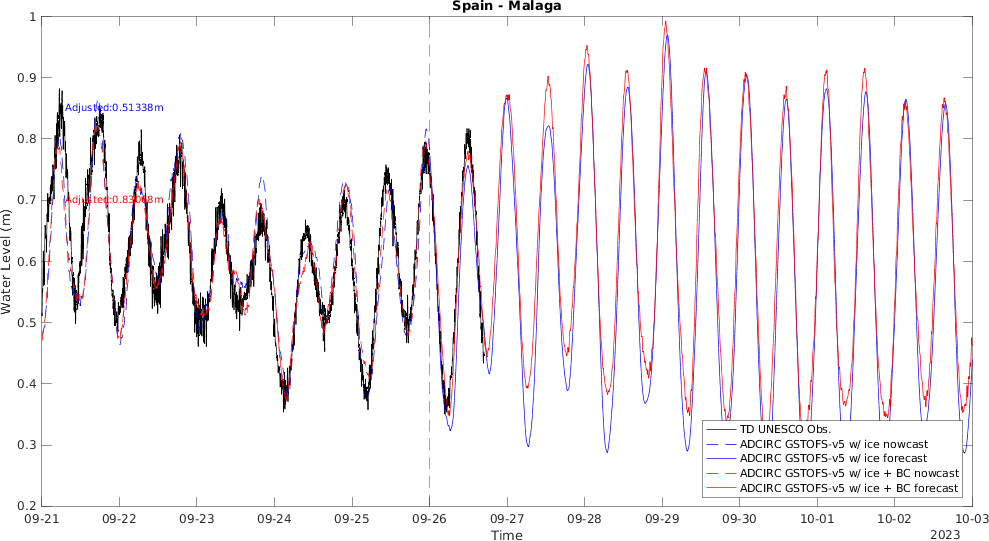 Spain - Malaga
1
0.9
0.8
0.7
0.6
0.5
0.4
0.3
0.2
Water Level (m)
Adjusted:0.51338m
Adjusted:0.83068m
TD UNESCO Obs.
ADCIRC GSTOFS-v5 w/ ice nowcast
ADCIRC GSTOFS-v5 w/ ice forecast
ADCIRC GSTOFS-v5 w/ ice + BC nowcast
ADCIRC GSTOFS-v5 w/ ice + BC forecast
09-21 09-22 09-23 09-24 09-25 09-26 09-27 09-28 09-29 09-30 10-01 10-02 10-03
Time
2023